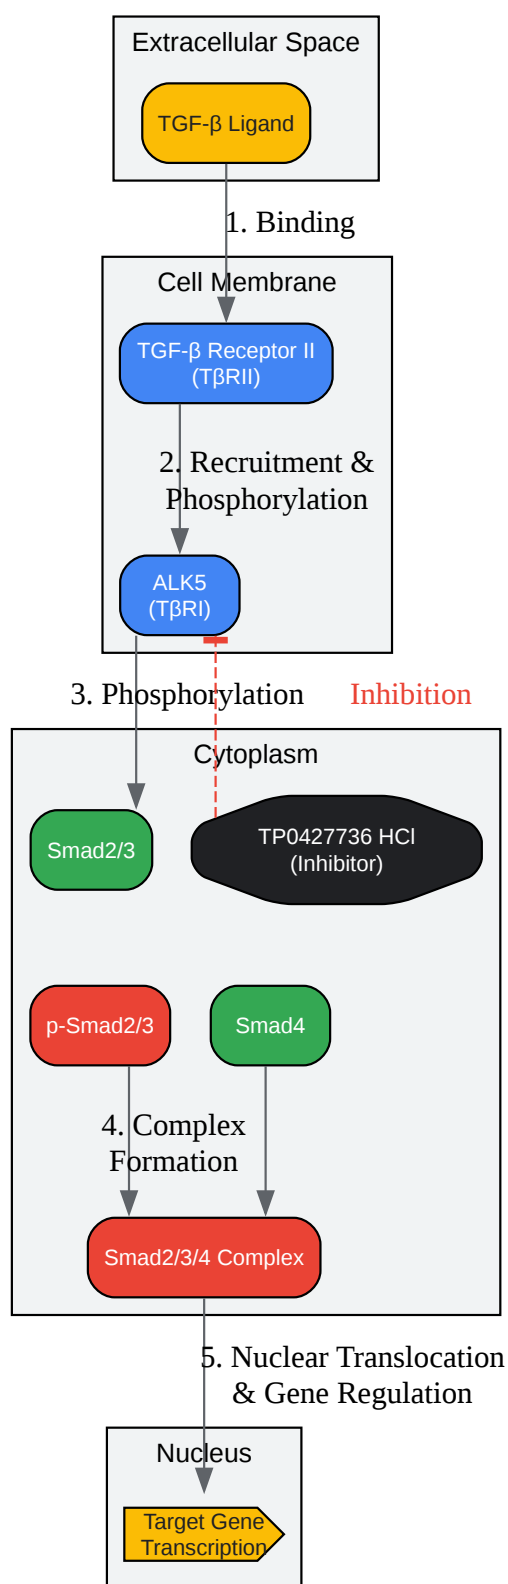 Extracellular Space
TGF-β Ligand
1. Binding
Cell Membrane
TGF-β Receptor II
(TβRII)
2. Recruitment &
Phosphorylation
ALK5
(TβRI)
3. Phosphorylation
Inhibition
Cytoplasm
Smad2/3
TP0427736 HCl
(Inhibitor)
p-Smad2/3
Smad4
4. Complex
Formation
Smad2/3/4 Complex
5. Nuclear Translocation
& Gene Regulation
Nucleus
Target Gene
Transcription